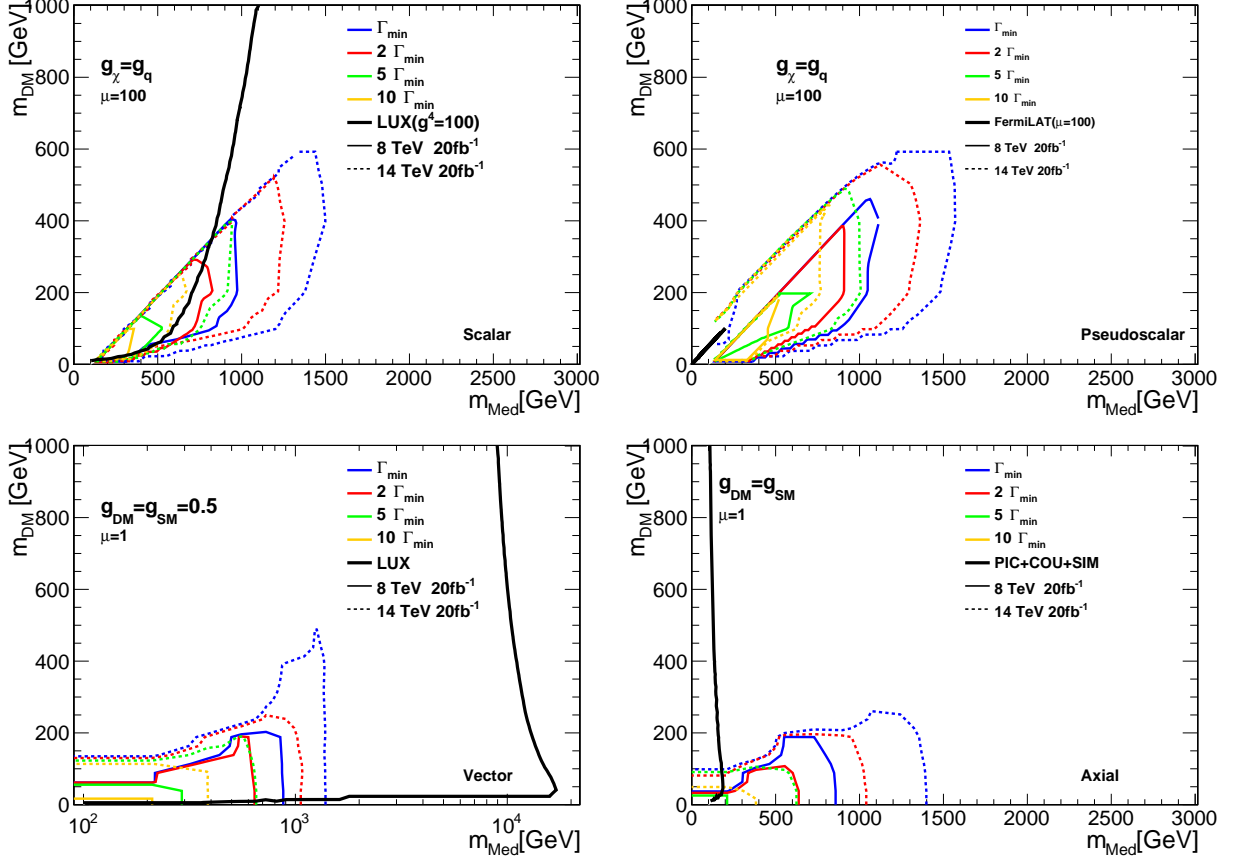 m_DM [GeV]
1000
800
600
400
200
0
g_χ=g_q
μ=100
Γ_min
2 Γ_min
5 Γ_min
10 Γ_min
LUX(g⁴=100)
8 TeV 20fb⁻¹
14 TeV 20fb⁻¹
Scalar
0 500 1000 1500 2000 2500 3000
m_Med[GeV]
m_DM [GeV]
1000
800
600
400
200
0
g_χ=g_q
μ=100
Γ_min
2 Γ_min
5 Γ_min
10 Γ_min
FermiLAT(μ=100)
8 TeV 20fb⁻¹
14 TeV 20fb⁻¹
Pseudoscalar
0 500 1000 1500 2000 2500 3000
m_Med[GeV]
m_DM [GeV]
1000
800
600
400
200
0
g_DM=g_SM=0.5
μ=1
Γ_min
2 Γ_min
5 Γ_min
10 Γ_min
LUX
8 TeV 20fb⁻¹
14 TeV 20fb⁻¹
Vector
10² 10³ 10⁴
m_Med[GeV]
m_DM [GeV]
1000
800
600
400
200
0
g_DM=g_SM
μ=1
Γ_min
2 Γ_min
5 Γ_min
10 Γ_min
PIC+COU+SIM
8 TeV 20fb⁻¹
14 TeV 20fb⁻¹
Axial
0 500 1000 1500 2000 2500 3000
m_Med[GeV]